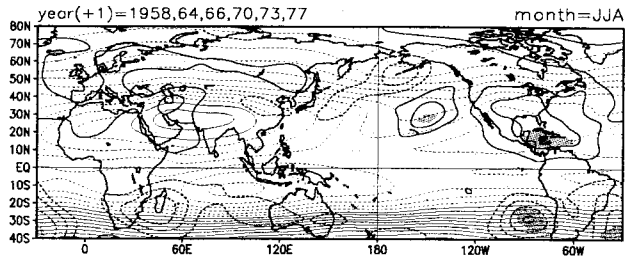 year(+1)=1958,64,66,70,73,77 month=JJA
80N
70N
60N
50N
40N
30N
20N
10N
EQ
10S
20S
30S
40S
0 60E 120E 180 120W 60W